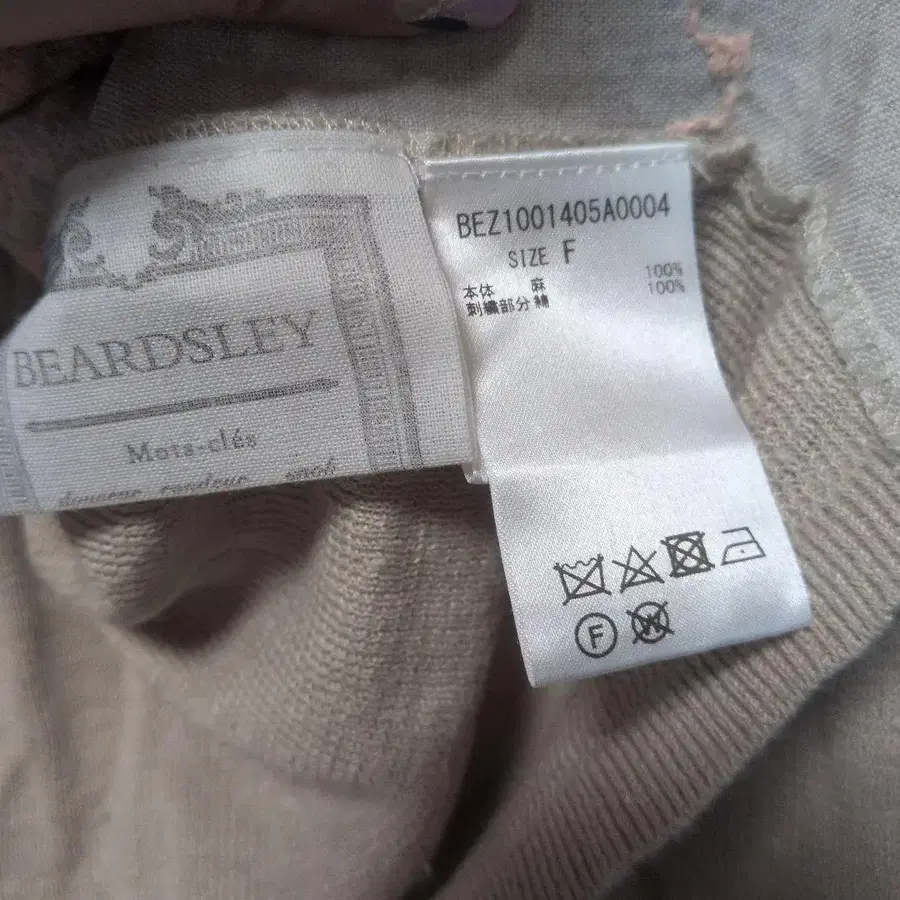 BEARDSLEY
Mots-clés
BEZ1001405A0004
SIZE F
本体 麻 100%
刺繍部分 綿 100%
F
W